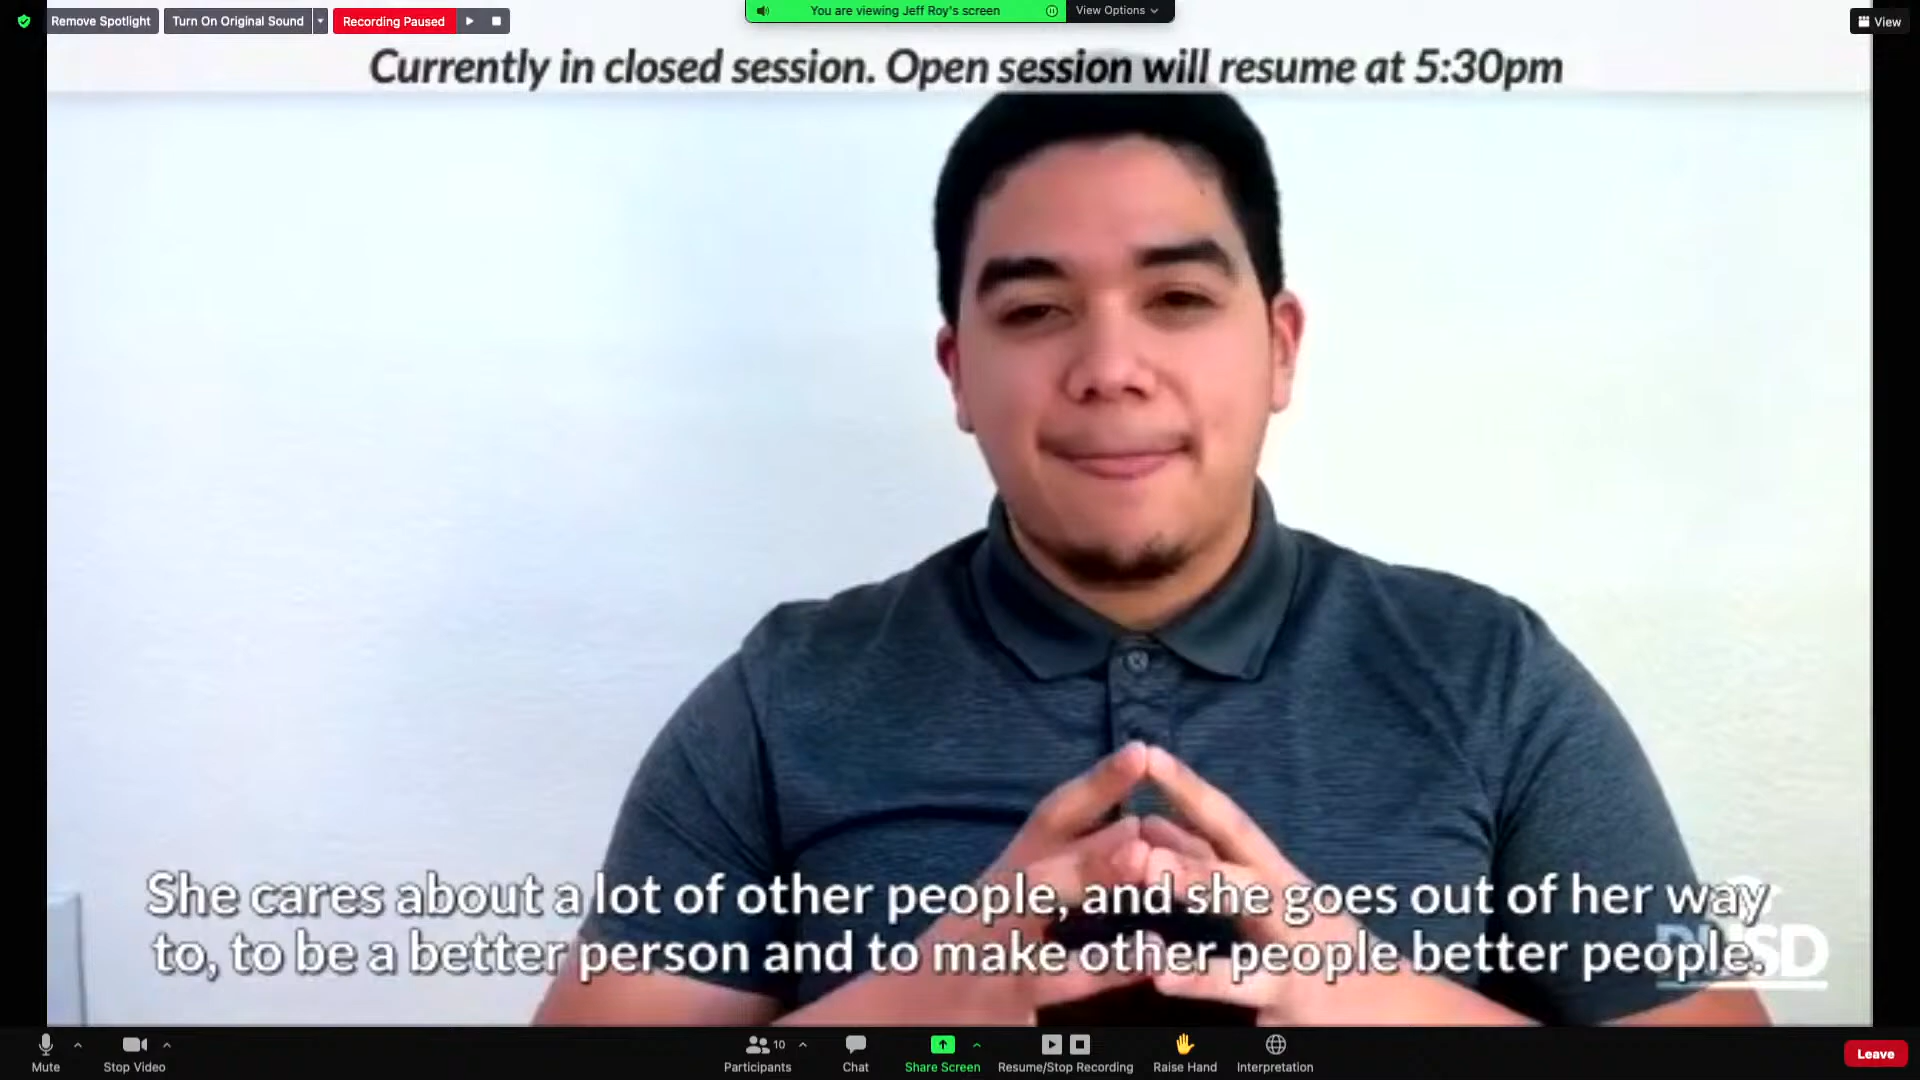 Remove Spotlight
Turn On Original Sound
Recording Paused
You are viewing Jeff Roy's screen
View Options
View
Currently in closed session. Open session will resume at 5:30pm
She cares about a lot of other people, and she goes out of her way
to, to be a better person and to make other people better people.
Mute
Stop Video
10
Participants
Chat
Share Screen
Resume/Stop Recording
Raise Hand
Interpretation
Leave